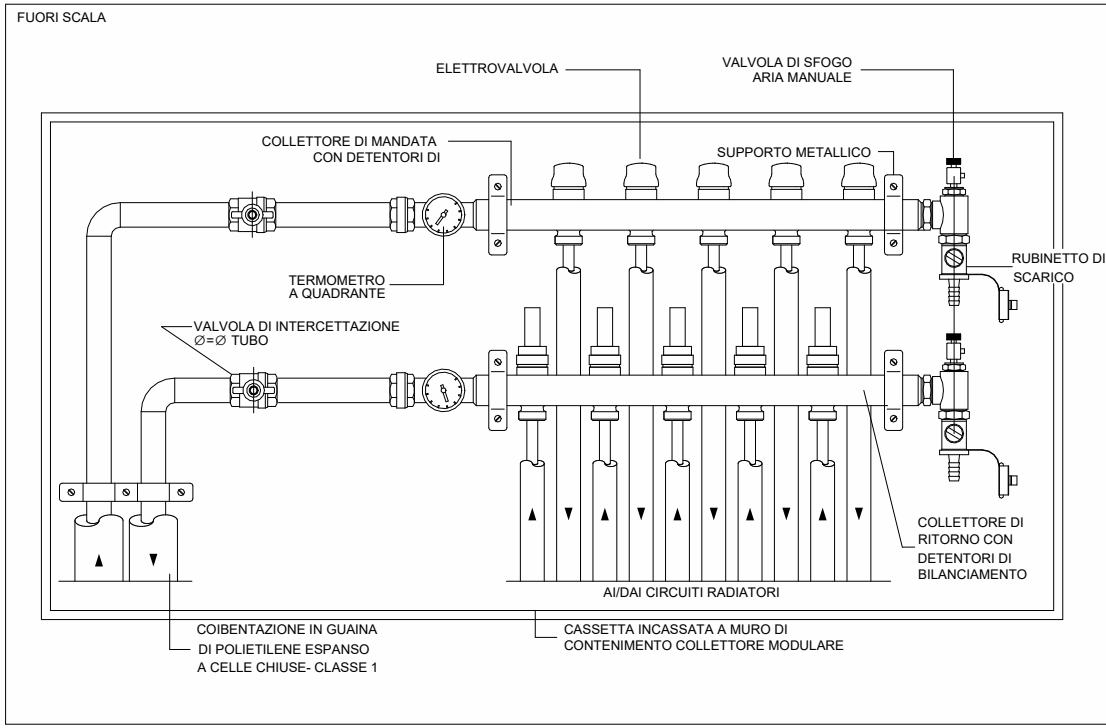 FUORI SCALA
ELETTROVALVOLA
VALVOLA DI SFOGO
ARIA MANUALE
COLLETTORE DI MANDATA
CON DETENTORI DI
SUPPORTO METALLICO
TERMOMETRO
A QUADRANTE
RUBINETTO DI
SCARICO
VALVOLA DI INTERCETTAZIONE
Ø=Ø TUBO
COLLETTORE DI
RITORNO CON
DETENTORI DI
BILANCIAMENTO
AI/DAI CIRCUITI RADIATORI
COIBENTAZIONE IN GUAINA
DI POLIETILENE ESPANSO
A CELLE CHIUSE- CLASSE 1
CASSETTA INCASSATA A MURO DI
CONTENIMENTO COLLETTORE MODULARE